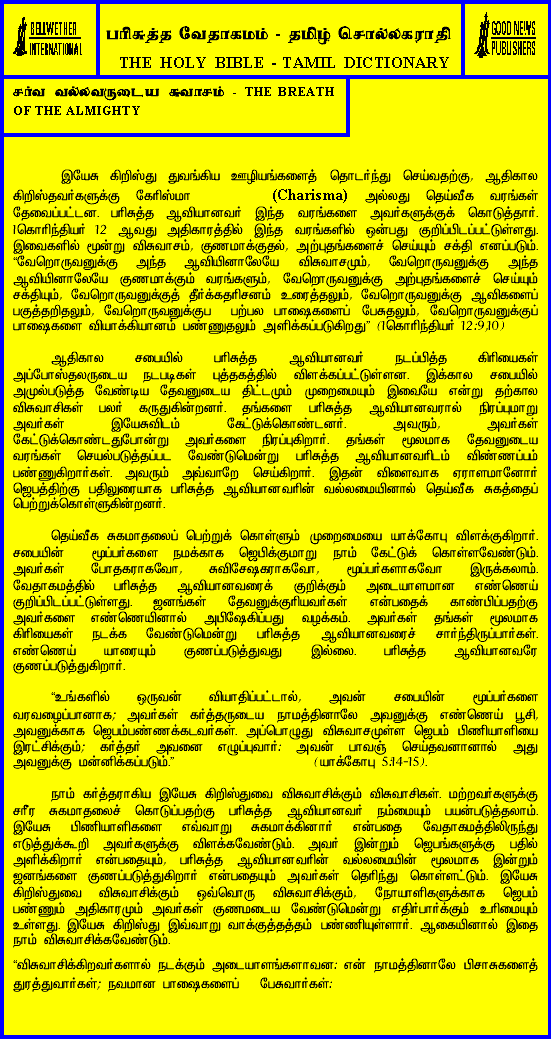 BELLWETHER
INTERNATIONAL
பரிசுத்த வேதாகமம் - தமிழ் சொல்லகராதி
THE HOLY BIBLE - TAMIL DICTIONARY
GOOD NEWS
PUBLISHERS
சர்வ வல்லவருடைய சுவாசம் - THE BREATH
OF THE ALMIGHTY
இயேசு கிறிஸ்து துவங்கிய ஊழியங்களைத் தொடர்ந்து செய்வதற்கு, ஆதிகால
கிறிஸ்தவர்களுக்கு கேரிஸ்மா (Charisma) அல்லது தெய்வீக வரங்கள்
தேவைப்பட்டன. பரிசுத்த ஆவியானவர் இந்த வரங்களை அவர்களுக்குக் கொடுத்தார்.
1கொரிந்தியர் 12 ஆவது அதிகாரத்தில் இந்த வரங்களில் ஒன்பது குறிப்பிடப்பட்டுள்ளது.
இவைகளில் மூன்று விசுவாசம், குணமாக்குதல், அற்புதங்களைச் செய்யும் சக்தி எனப்படும்.
“வேறொருவனுக்கு அந்த ஆவியினாலேயே விசுவாசமும், வேறொருவனுக்கு அந்த
ஆவியினாலேயே குணமாக்கும் வரங்களும், வேறொருவனுக்கு அற்புதங்களைச் செய்யும்
சக்தியும், வேறொருவனுக்குத் தீர்க்கதரிசனம் உரைத்தலும், வேறொருவனுக்கு ஆவிகளைப்
பகுத்தறிதலும், வேறொருவனுக்குப பற்பல பாஷைகளைப் பேசுதலும், வேறொருவனுக்குப்
பாஷைகளை வியாக்கியானம் பண்ணுதலும் அளிக்கப்படுகிறது” (1கொரிந்தியர் 12:9,10)
ஆதிகால சபையில் பரிசுத்த ஆவியானவர் நடப்பித்த கிரியைகள்
அப்போஸ்தலருடைய நடபடிகள் புத்தகத்தில் விளக்கப்பட்டுள்ளன. இக்கால சபையில்
அமுல்படுத்த வேண்டிய தேவனுடைய திட்டமும் முறைமையும் இவையே என்று தற்கால
விசுவாசிகள் பலர் கருதுகின்றனர். தங்களை பரிசுத்த ஆவியானவரால் நிரப்புமாறு
அவர்கள் இயேசுவிடம் கேட்டுக்கொண்டனர். அவரும், அவர்கள்
கேட்டுக்கொண்டதுபோன்று அவர்களை நிரப்புகிறார். தங்கள் மூலமாக தேவனுடைய
வரங்கள் செயல்படுத்தப்பட வேண்டுமென்று பரிசுத்த ஆவியானவரிடம் விண்ணப்பம்
பண்ணுகிறார்கள். அவரும் அவ்வாறே செய்கிறார். இதன் விளைவாக ஏராளமானோர்
ஜெபத்திற்கு பதிலுரையாக பரிசுத்த ஆவியானவரின் வல்லமையினால் தெய்வீக சுகத்தைப்
பெற்றுக்கொள்ளுகின்றனர்.
தெய்வீக சுகமாதலைப் பெற்றுக் கொள்ளும் முறைமையை யாக்கோபு விளக்குகிறார்.
சபையின் மூப்பர்களை நமக்காக ஜெபிக்குமாறு நாம் கேட்டுக் கொள்ளவேண்டும்.
அவர்கள் போதகராகவோ, சுவிசேஷகராகவோ, மூப்பர்களாகவோ இருக்கலாம்.
வேதாகமத்தில் பரிசுத்த ஆவியானவரைக் குறிக்கும் அடையாளமான எண்ணெய்
குறிப்பிடப்பட்டுள்ளது. ஜனங்கள் தேவனுக்குரியவர்கள் என்பதைக் காண்பிப்பதற்கு
அவர்களை எண்ணெயினால் அபிஷேகிப்பது வழக்கம். அவர்கள் தங்கள் மூலமாக
கிரியைகள் நடக்க வேண்டுமென்று பரிசுத்த ஆவியானவரைச் சார்ந்திருப்பார்கள்.
எண்ணெய் யாரையும் குணப்படுத்துவது இல்லை. பரிசுத்த ஆவியானவரே
குணப்படுத்துகிறார்.
“உங்களில் ஒருவன் வியாதிப்பட்டால், அவன் சபையின் மூப்பர்களை
வரவழைப்பானாக; அவர்கள் கர்த்தருடைய நாமத்தினாலே அவனுக்கு எண்ணெய் பூசி,
அவனுக்காக ஜெபம்பண்ணக்கடவர்கள். அப்பொழுது விசுவாசமுள்ள ஜெபம் பிணியாளியை
இரட்சிக்கும்; கர்த்தர் அவனை எழுப்புவார்: அவன் பாவஞ் செய்தவனானால் அது
அவனுக்கு மன்னிக்கப்படும்.” (யாக்கோபு 5:14-15).
நாம் கர்த்தராகிய இயேசு கிறிஸ்துவை விசுவாசிக்கும் விசுவாசிகள். மற்றவர்களுக்கு
சரீர சுகமாதலைச் கொடுப்பதற்கு பரிசுத்த ஆவியானவர் நம்மையும் பயன்படுத்தலாம்.
இயேசு பிணியாளிகளை எவ்வாறு சுகமாக்கினார் என்பதை வேதாகமத்திலிருந்து
எடுத்துக்கூறி அவர்களுக்கு விளக்கவேண்டும். அவர் இன்றும் ஜெபங்களுக்கு பதில்
அளிக்கிறார் என்பதையும், பரிசுத்த ஆவியானவரின் வல்லமையின் மூலமாக இன்றும்
ஜனங்களை குணப்படுத்துகிறார் என்பதையும் அவர்கள் தெரிந்து கொள்ளட்டும். இயேசு
கிறிஸ்துவை விசுவாசிக்கும் ஒவ்வொரு விசுவாசிக்கும், நோயாளிகளுக்காக ஜெபம்
பண்ணும் அதிகாரமும் அவர்கள் குணமடைய வேண்டுமென்று எதிர்பார்க்கும் உரிமையும்
உள்ளது. இயேசு கிறிஸ்து இவ்வாறு வாக்குத்தத்தம் பண்ணியுள்ளார். ஆகையினால் இதை
நாம் விசுவாசிக்கவேண்டும்.
“விசுவாசிக்கிறவர்களால் நடக்கும் அடையாளங்களாவன: என் நாமத்தினாலே பிசாசுகளைத்
துரத்துவார்கள்; நவமான பாஷைகளைப் பேசுவார்கள்: